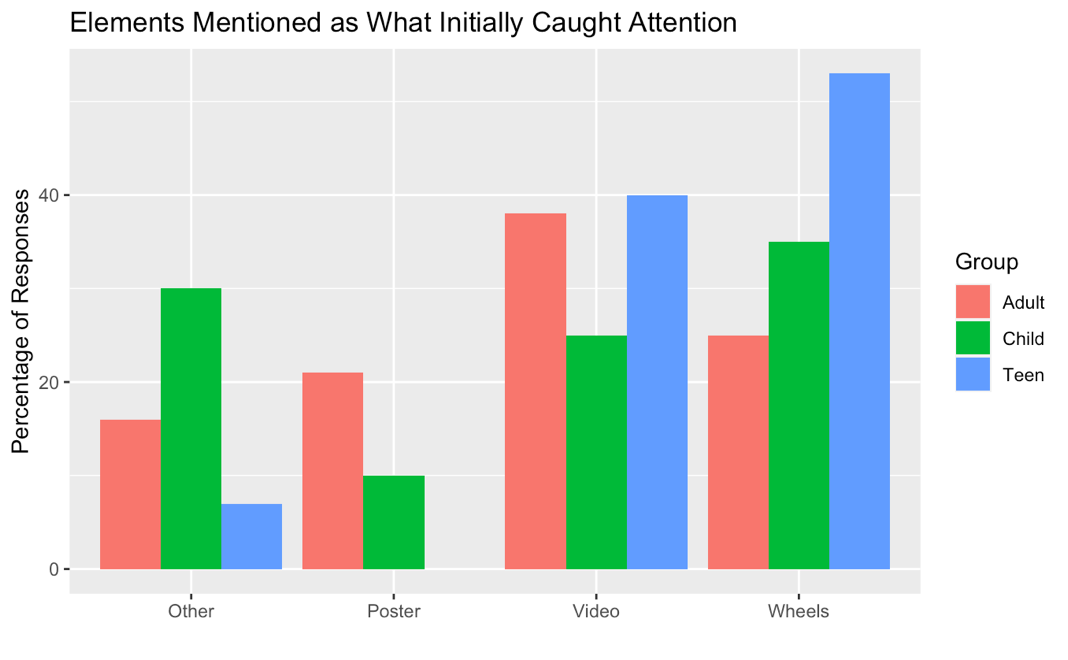 Elements Mentioned as What Initially Caught Attention
Percentage of Responses
40
20
0
Other
Poster
Video
Wheels
Group
Adult
Child
Teen